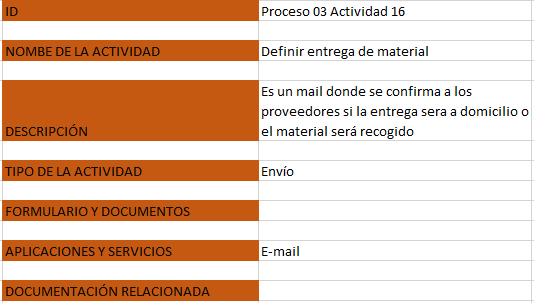 ID Proceso 03 Actividad 16
NOMBE DE LA ACTIVIDAD Definir entrega de material
DESCRIPCIÓN Es un mail donde se confirma a los
proveedores si la entrega sera a domicilio o
el material será recogido
TIPO DE LA ACTIVIDAD Envío
FORMULARIO Y DOCUMENTOS
APLICACIONES Y SERVICIOS E-mail
DOCUMENTACIÓN RELACIONADA